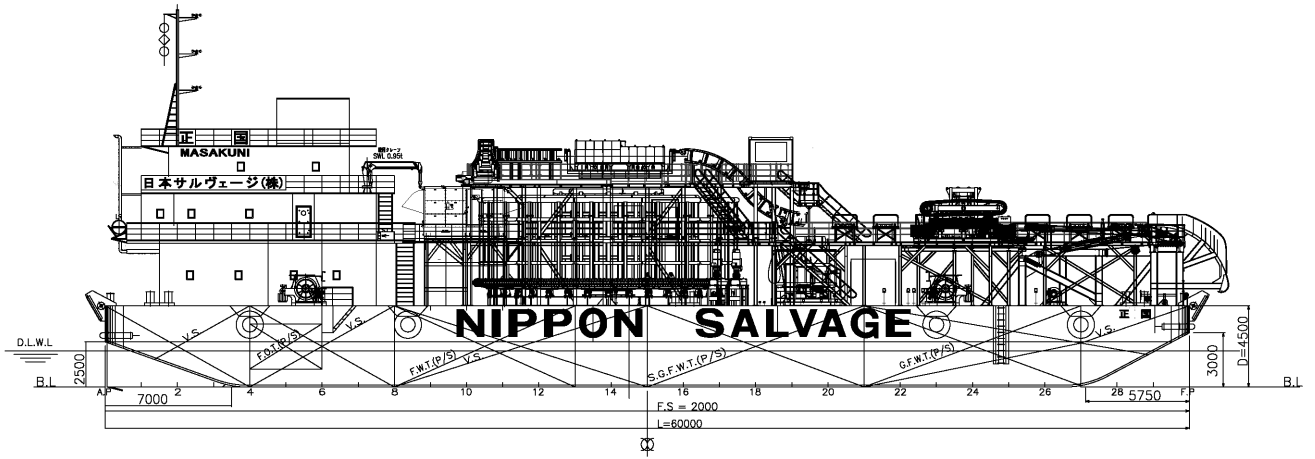 正 国
MASAKUNI
SWL 0.95t
日本サルヴェージ(株)
NIPPON SALVAGE
正 国
V.S.
F.O.T.(P/S)
V.S.
F.W.T.(P/S)
V.S.
S.G.F.W.T.(P/S)
G.F.W.T.(P/S)
V.S.
D.L.W.L
2500
3000
D=4500
B.L
B.L
A.P 2 4 6 8 10 12 14 16 18 20 22 24 26 28 F.P
7000
5750
F.S = 2000
L=60000